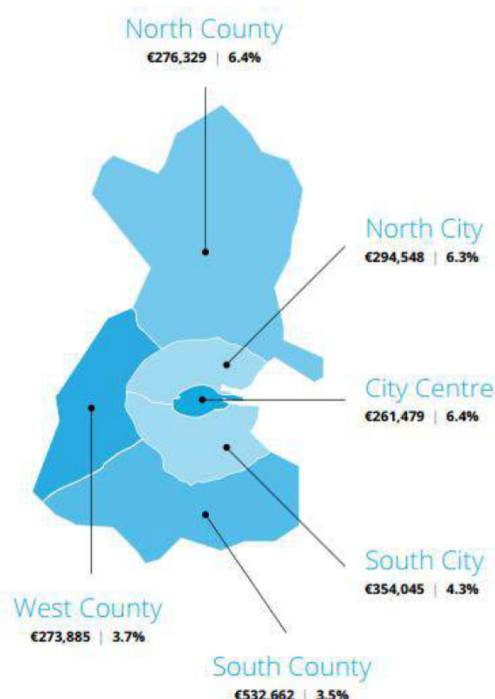 North County
€276,329 | 6.4%
North City
€294,548 | 6.3%
City Centre
€261,479 | 6.4%
South City
€354,045 | 4.3%
West County
€273,885 | 3.7%
South County
€532,662 | 3.5%